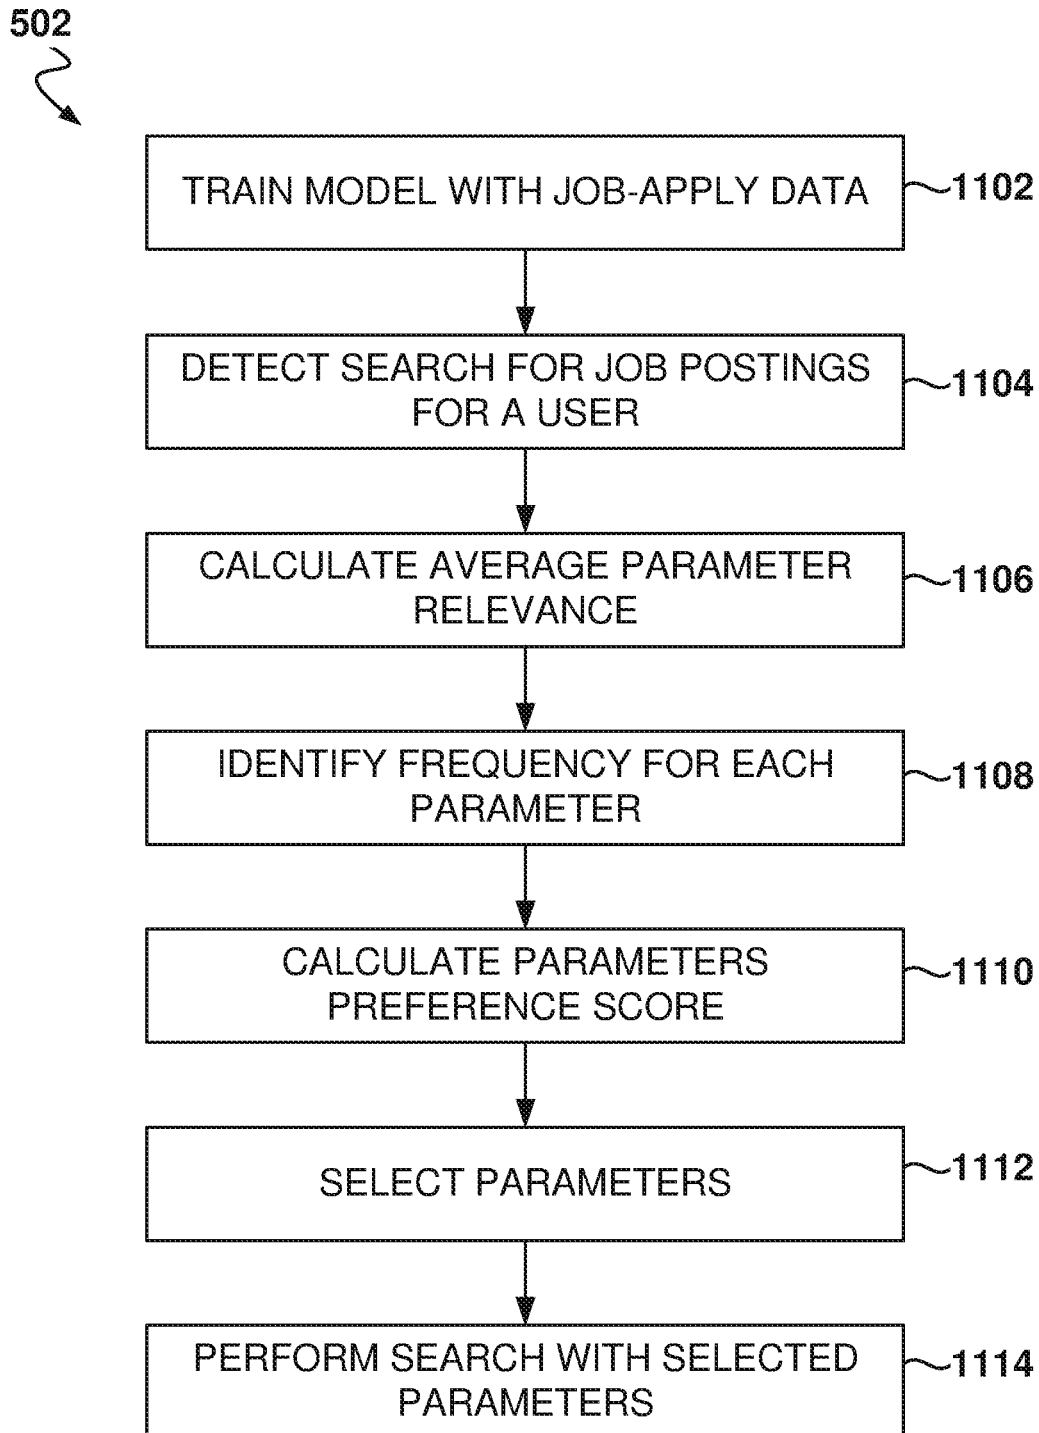 502
TRAIN MODEL WITH JOB-APPLY DATA
1102
DETECT SEARCH FOR JOB POSTINGS
FOR A USER
1104
CALCULATE AVERAGE PARAMETER
RELEVANCE
1106
IDENTIFY FREQUENCY FOR EACH
PARAMETER
1108
CALCULATE PARAMETERS
PREFERENCE SCORE
1110
SELECT PARAMETERS
1112
PERFORM SEARCH WITH SELECTED
PARAMETERS
1114